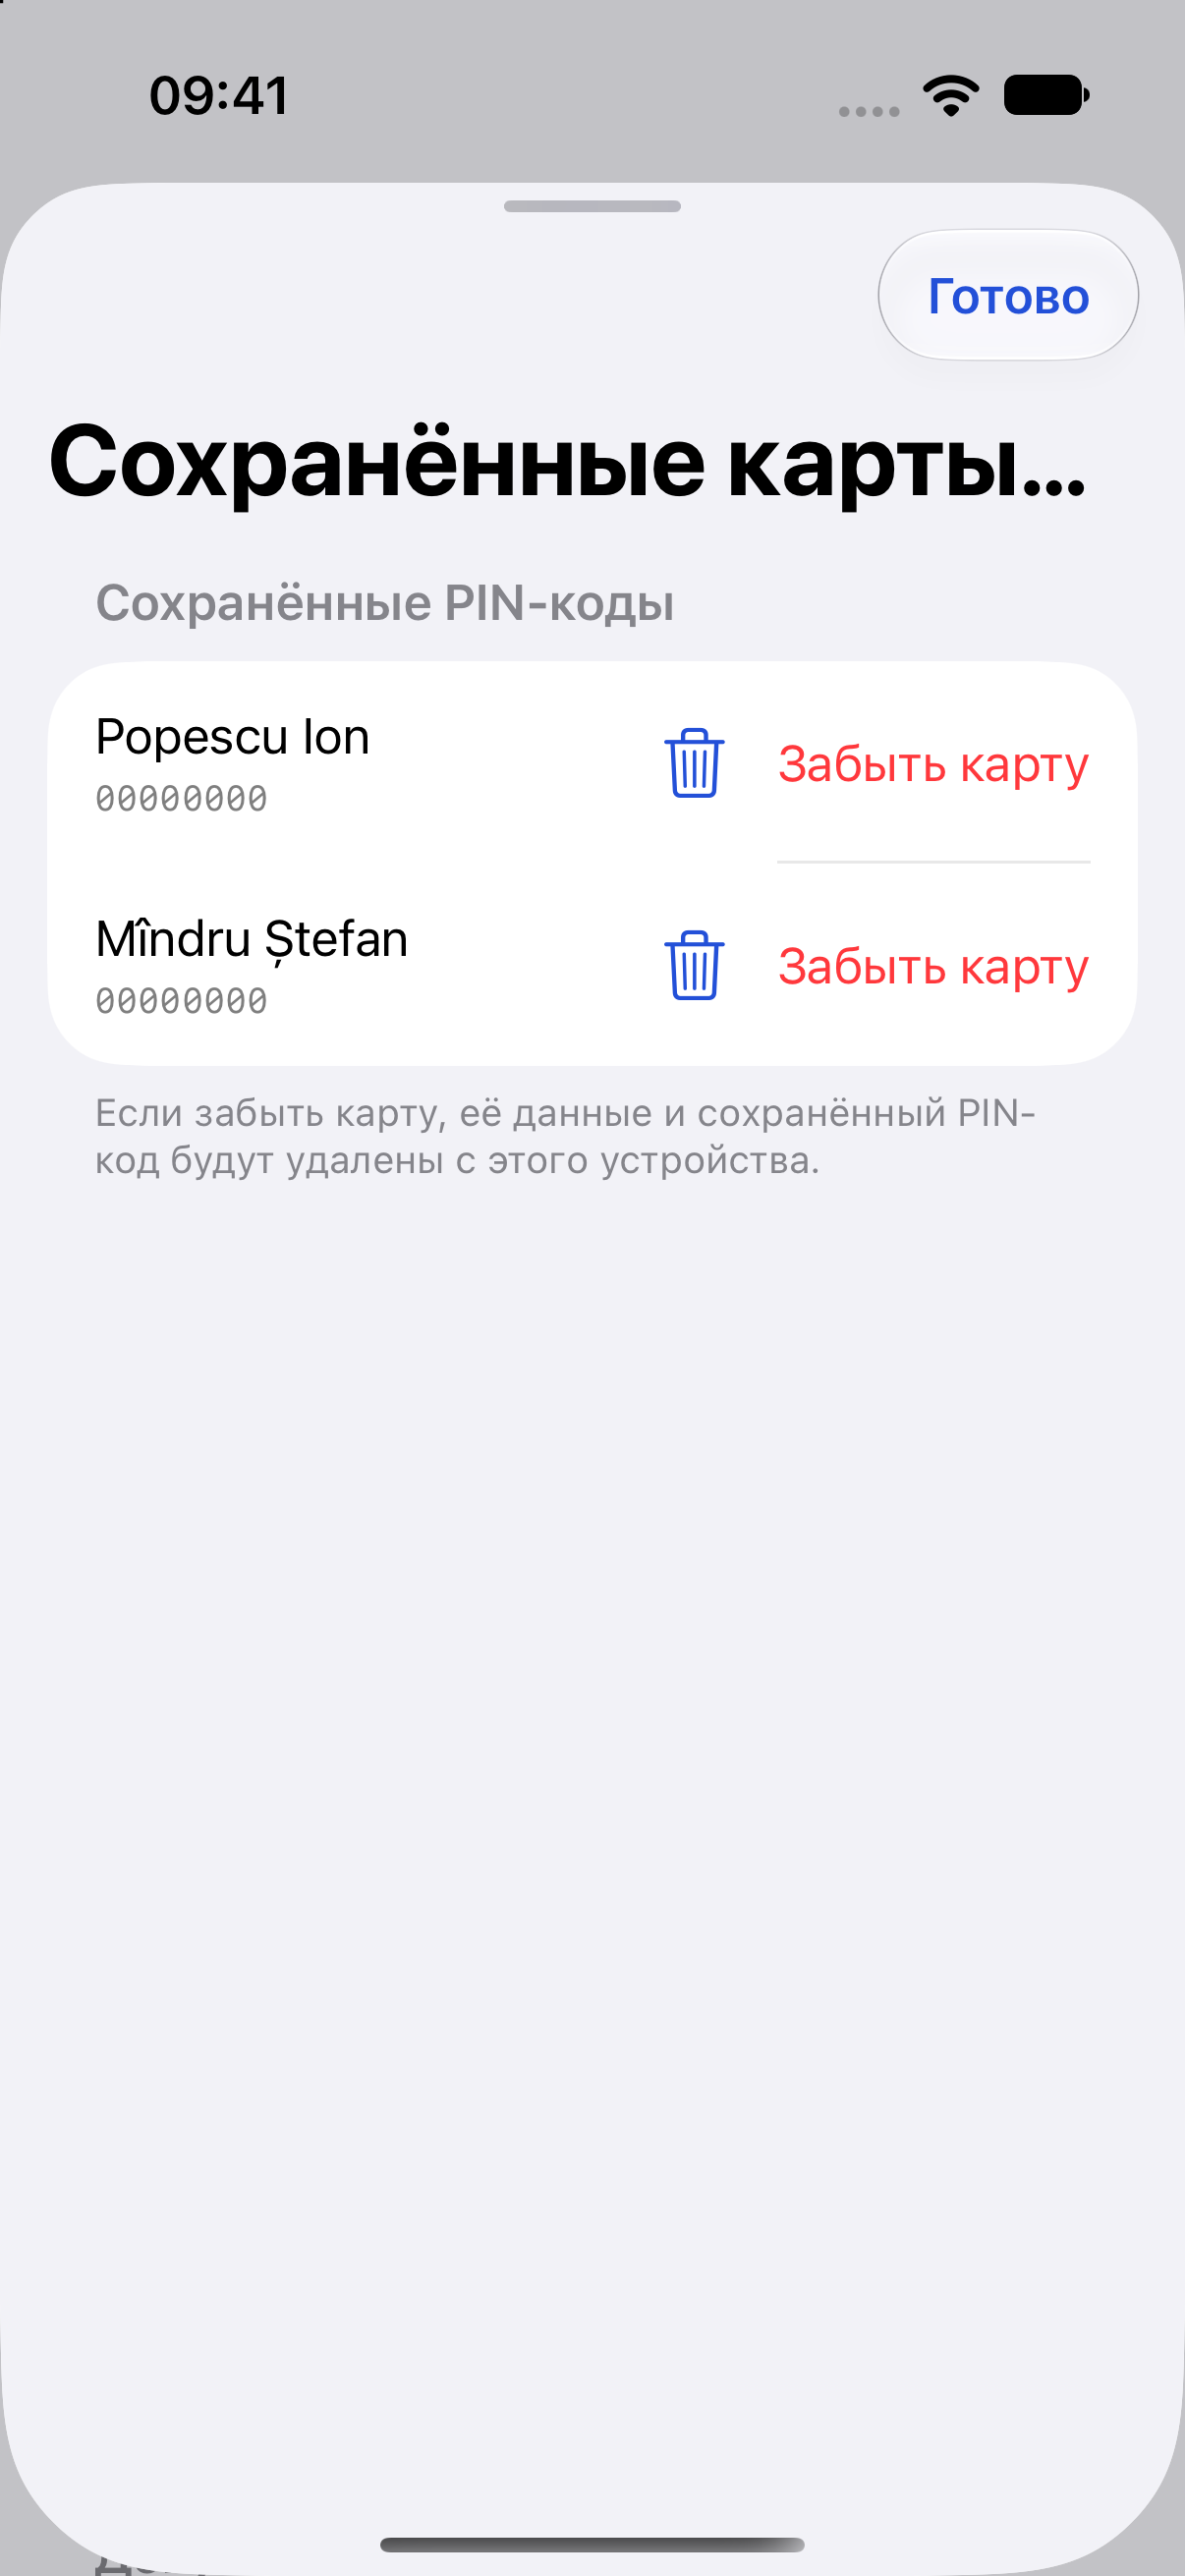 09:41
Готово
Сохранённые карты…
Сохранённые PIN-коды
Popescu Ion
00000000
Забыть карту
Mîndru Ștefan
00000000
Забыть карту
Если забыть карту, её данные и сохранённый PIN-
код будут удалены с этого устройства.